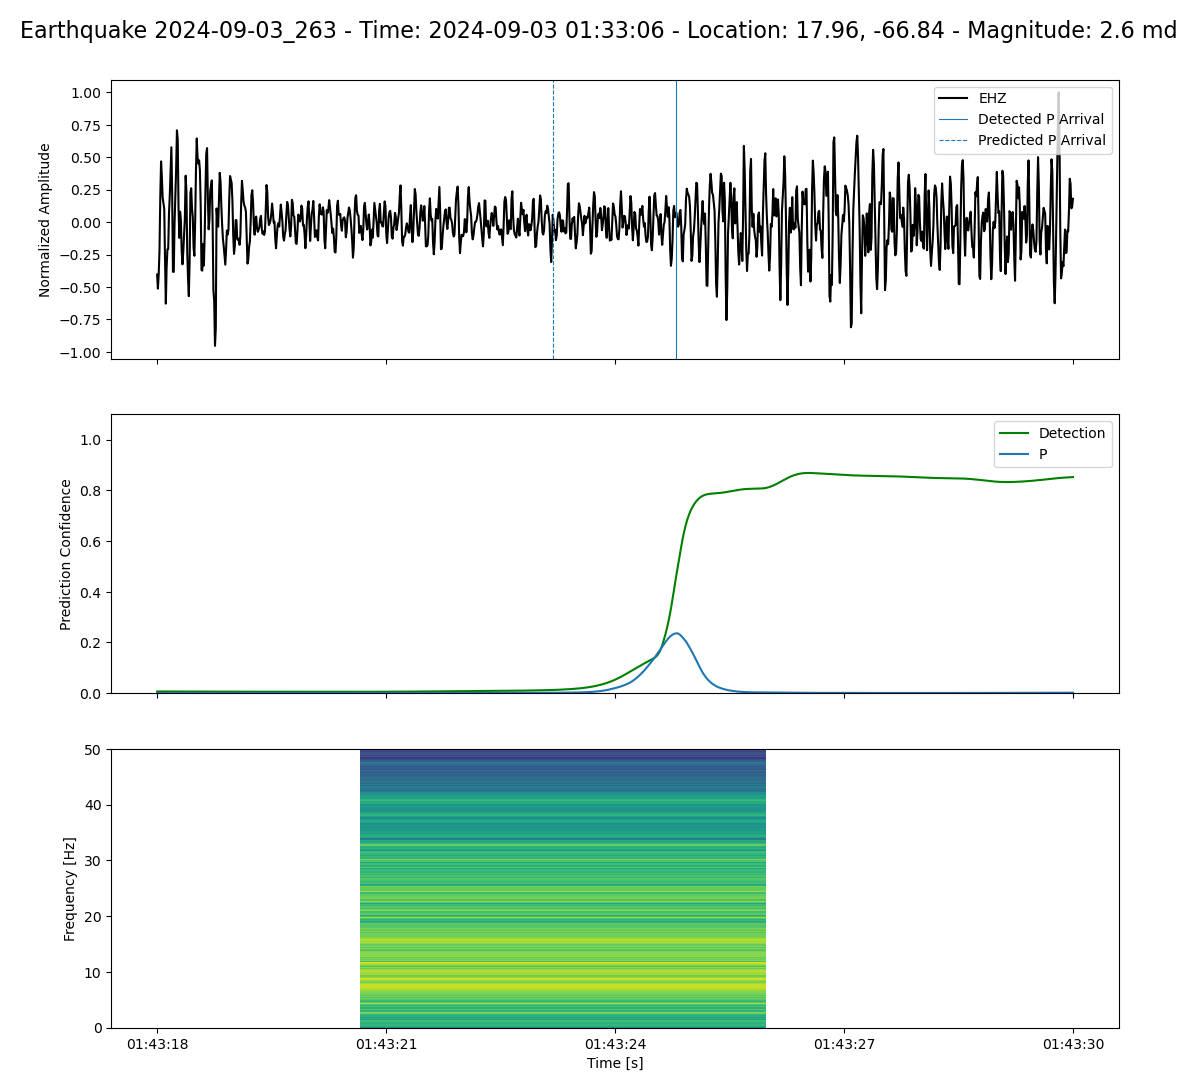 Earthquake 2024-09-03_263 - Time: 2024-09-03 01:33:06 - Location: 17.96, -66.84 - Magnitude: 2.6 md
Normalized Amplitude
1.00
0.75
0.50
0.25
0.00
−0.25
−0.50
−0.75
−1.00
EHZ
Detected P Arrival
Predicted P Arrival
Prediction Confidence
1.0
0.8
0.6
0.4
0.2
0.0
Detection
P
Frequency [Hz]
50
40
30
20
10
0
01:43:18 01:43:21 01:43:24 01:43:27 01:43:30
Time [s]